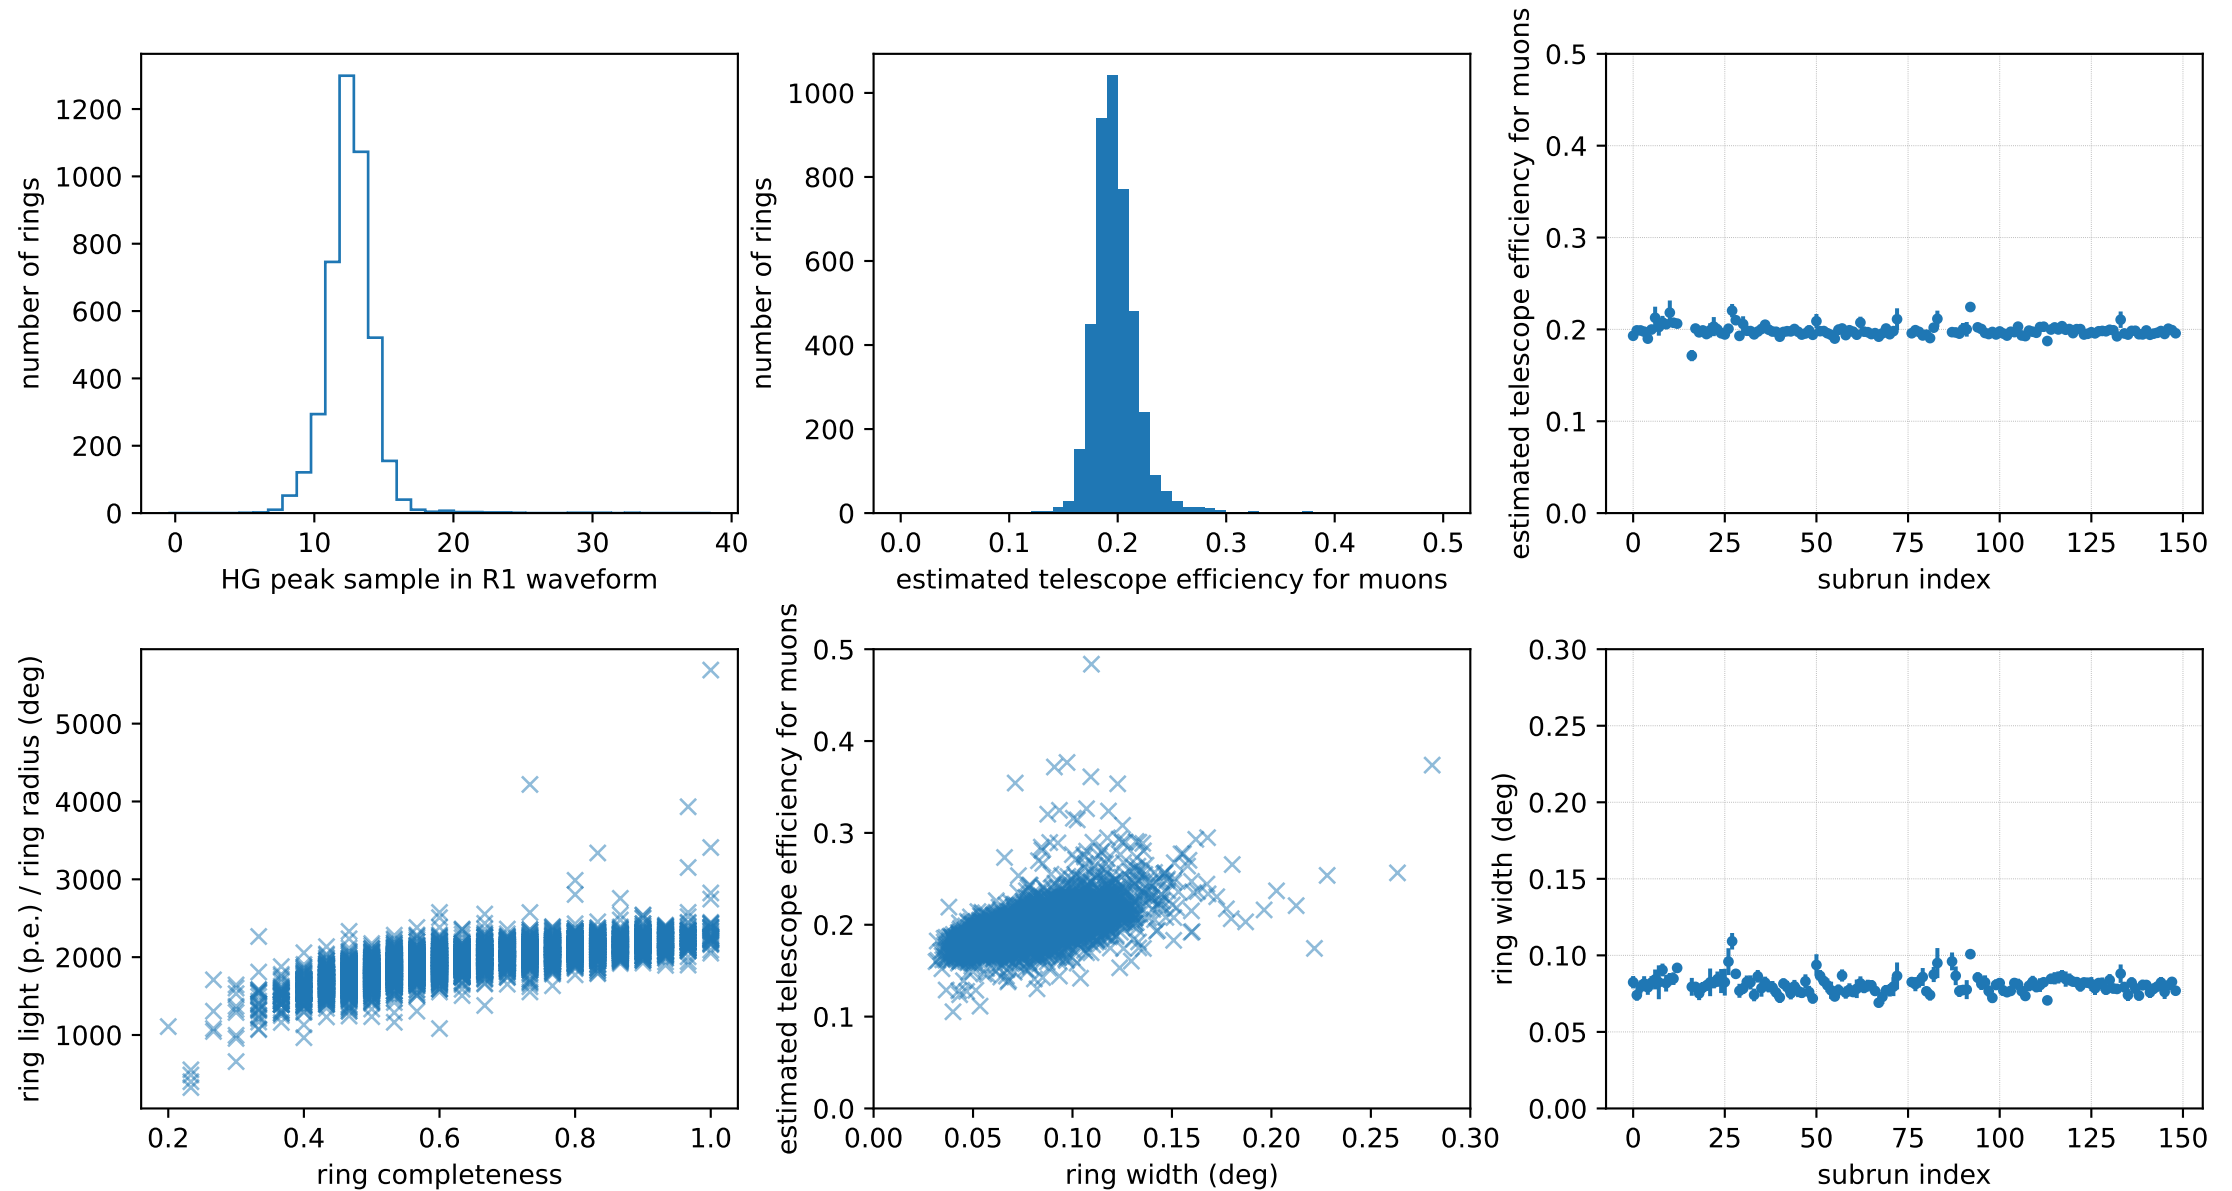 number of rings
1200
1000
800
600
400
200
0
0 10 20 30 40
HG peak sample in R1 waveform
number of rings
1000
800
600
400
200
0
0.0 0.1 0.2 0.3 0.4 0.5
estimated telescope efficiency for muons
estimated telescope efficiency for muons
0.5
0.4
0.3
0.2
0.1
0.0
0 25 50 75 100 125 150
subrun index
ring light (p.e.) / ring radius (deg)
5000
4000
3000
2000
1000
0.2 0.4 0.6 0.8 1.0
ring completeness
estimated telescope efficiency for muons
0.5
0.4
0.3
0.2
0.1
0.0
0.00 0.05 0.10 0.15 0.20 0.25 0.30
ring width (deg)
ring width (deg)
0.30
0.25
0.20
0.15
0.10
0.05
0.00
0 25 50 75 100 125 150
subrun index